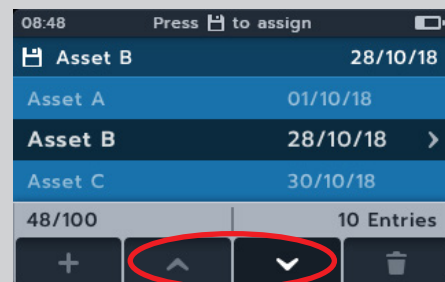 08:48 Press to assign
Asset B 28/10/18
Asset A 01/10/18
Asset B 28/10/18
Asset C 30/10/18
48/100 10 Entries